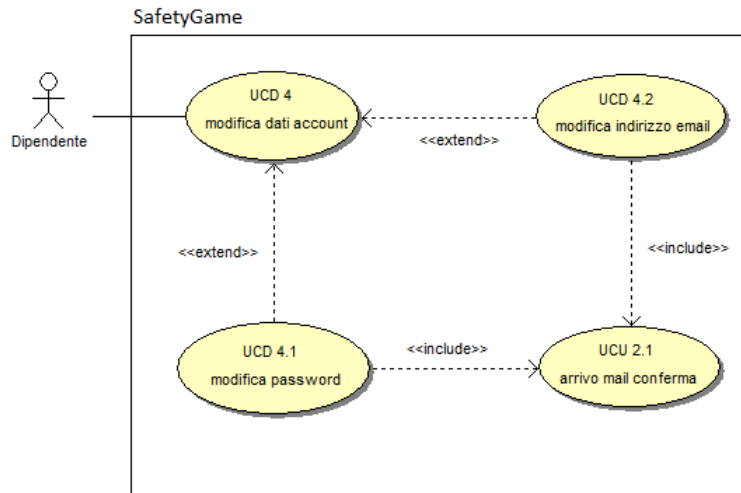 SafetyGame
Dipendente
UCD 4
modifica dati account
UCD 4.2
modifica indirizzo email
<<extend>>
<<extend>>
<<include>>
UCD 4.1
modifica password
<<include>>
UCU 2.1
arrivo mail conferma